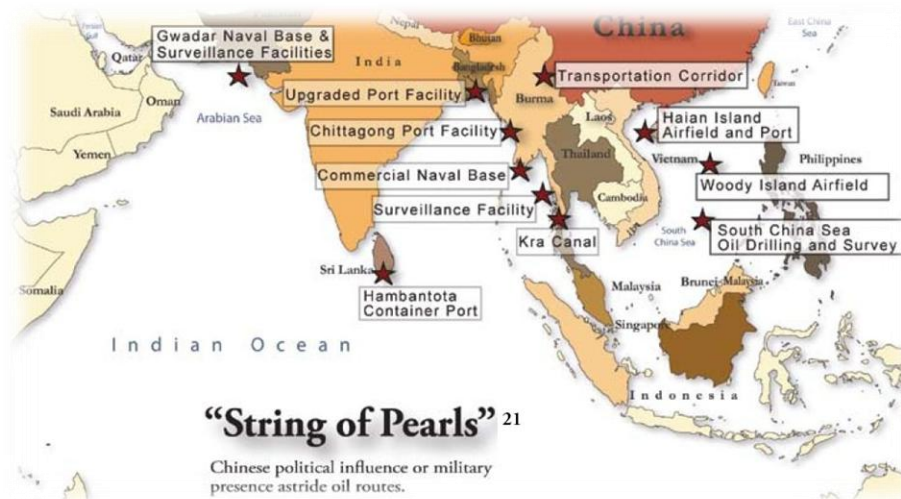 Nepal
East China
Sea
Persian
Gulf
Gwadar Naval Base &
Surveillance Facilities
Bhutan
China
Qatar
Bangladesh
India
Transportation Corridor
Taiwan
Oman
Upgraded Port Facility
Burma
Saudi Arabia
Arabian Sea
Laos
Haian Island
Airfield and Port
Chittagong Port Facility
Thailand
Vietnam
Philippines
Yemen
Commercial Naval Base
Woody Island Airfield
Cambodia
Surveillance Facility
South
China Sea
South China Sea
Oil Drilling and Survey
Kra Canal
Sri Lanka
Somalia
Malaysia
Brunei
Malaysia
Hambantota
Container Port
Singapore
Indian Ocean
Indonesia
“String of Pearls” 21
Chinese political influence or military
presence astride oil routes.